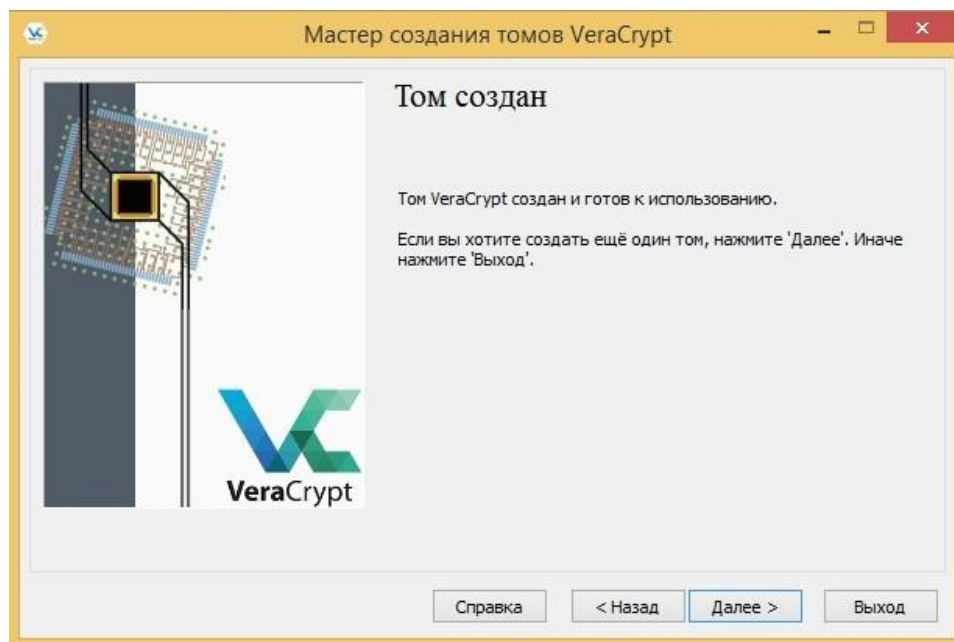 Мастер создания томов VeraCrypt
Том создан
Том VeraCrypt создан и готов к использованию.
Если вы хотите создать ещё один том, нажмите 'Далее'. Иначе
нажмите 'Выход'.
VeraCrypt
Справка
< Назад
Далее >
Выход